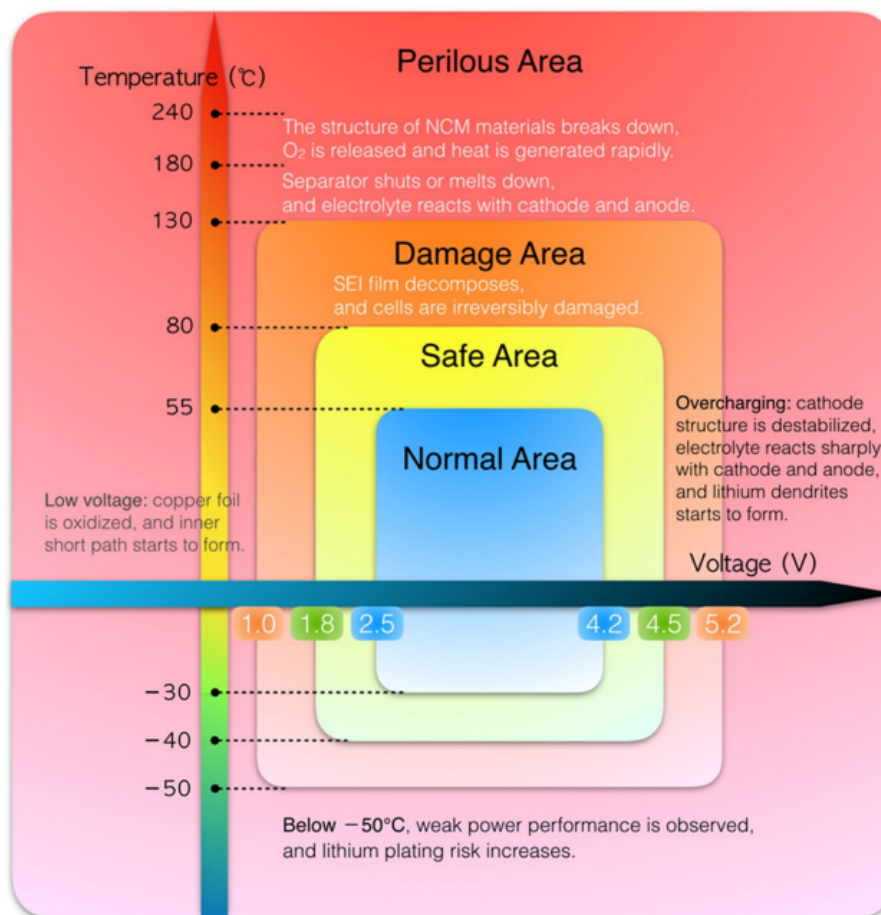 Perilous Area
Temperature (℃)
240
The structure of NCM materials breaks down,
O₂ is released and heat is generated rapidly.
180
Separator shuts or melts down,
and electrolyte reacts with cathode and anode.
130
Damage Area
SEI film decomposes,
and cells are irreversibly damaged.
80
Safe Area
55
Overcharging: cathode
structure is destabilized,
electrolyte reacts sharply
with cathode and anode,
and lithium dendrites
starts to form.
Normal Area
Low voltage: copper foil
is oxidized, and inner
short path starts to form.
Voltage (V)
1.0 1.8 2.5 4.2 4.5 5.2
−30
−40
−50
Below −50°C, weak power performance is observed,
and lithium plating risk increases.